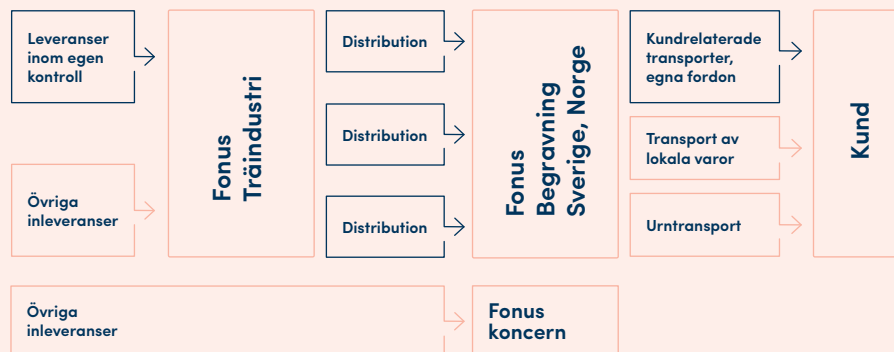 Leveranser
inom egen
kontroll
Övriga
inleveranser
Fonus
Träindustri
Distribution
Distribution
Distribution
Fonus
Begravning
Sverige, Norge
Kundrelaterade
transporter,
egna fordon
Transport av
lokala varor
Urntransport
Kund
Övriga
inleveranser
Fonus
koncern